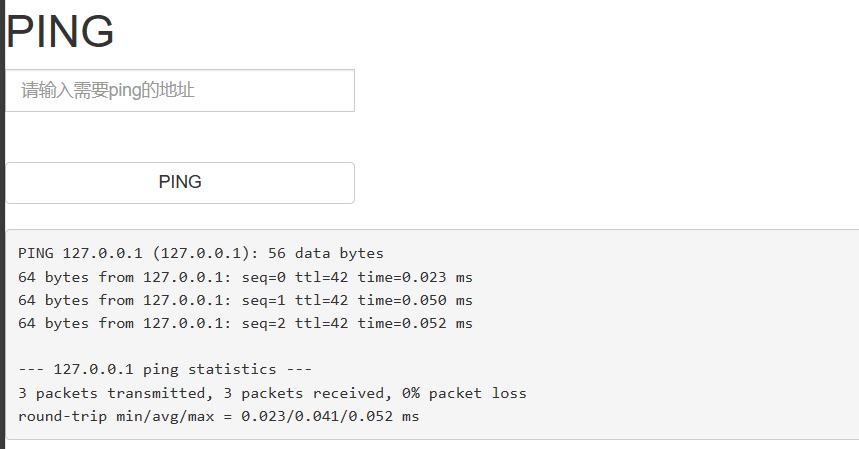 PING
请输入需要ping的地址
PING
PING 127.0.0.1 (127.0.0.1): 56 data bytes
64 bytes from 127.0.0.1: seq=0 ttl=42 time=0.023 ms
64 bytes from 127.0.0.1: seq=1 ttl=42 time=0.050 ms
64 bytes from 127.0.0.1: seq=2 ttl=42 time=0.052 ms
--- 127.0.0.1 ping statistics ---
3 packets transmitted, 3 packets received, 0% packet loss
round-trip min/avg/max = 0.023/0.041/0.052 ms